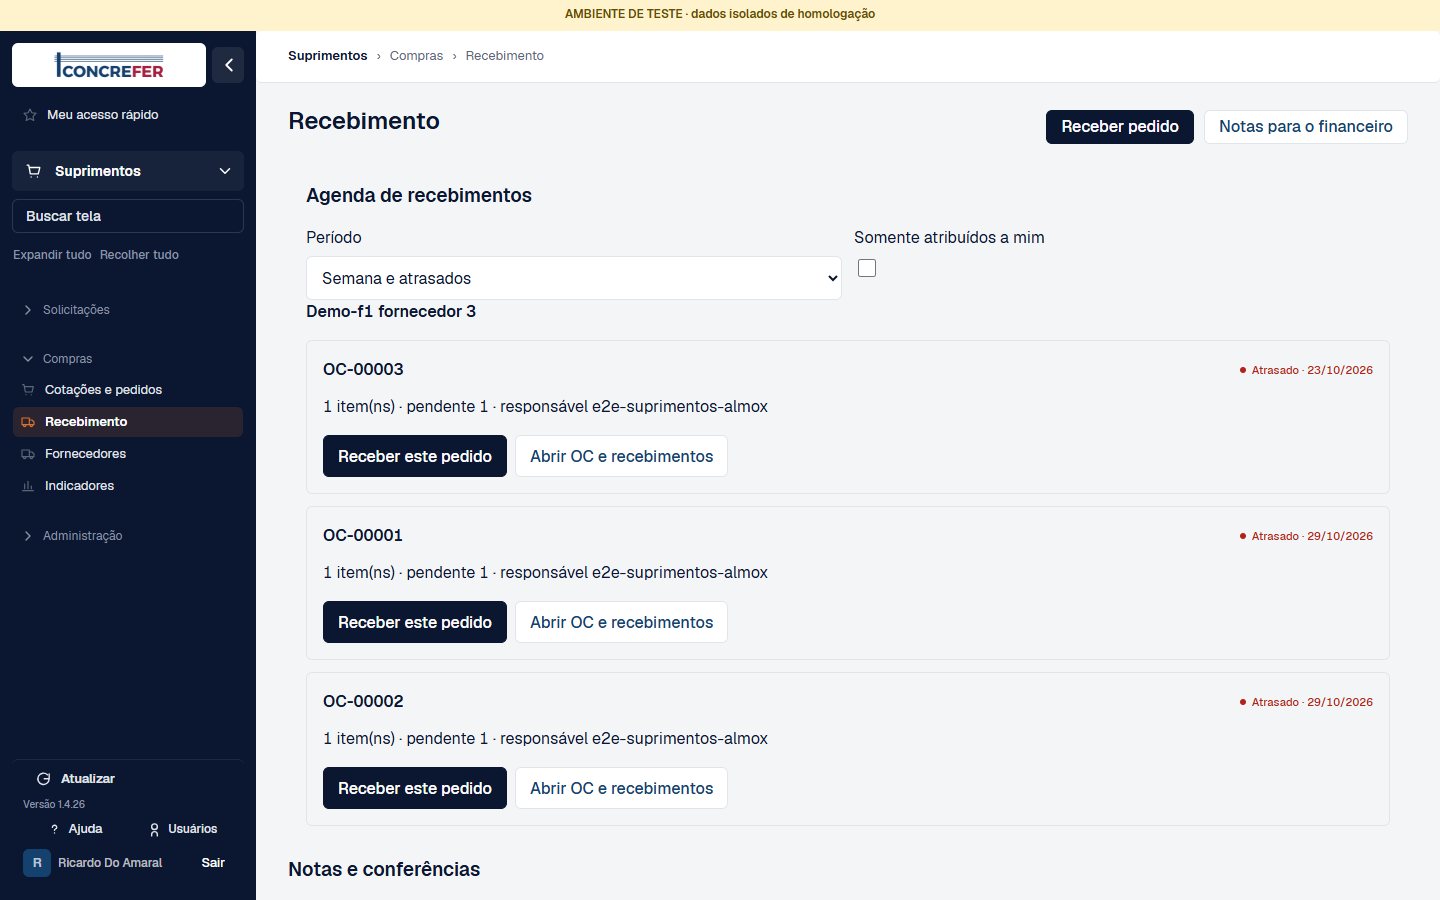 AMBIENTE DE TESTE · dados isolados de homologação
CONCREFER
Meu acesso rápido
Suprimentos
Buscar tela
Expandir tudo Recolher tudo
Solicitações
Compras
Cotações e pedidos
Recebimento
Fornecedores
Indicadores
Administração
Atualizar
Versão 1.4.26
? Ajuda Usuários
R Ricardo Do Amaral Sair
Suprimentos › Compras › Recebimento
Recebimento
Receber pedido Notas para o financeiro
Agenda de recebimentos
Período Somente atribuídos a mim
Semana e atrasados
Demo-f1 fornecedor 3
OC-00003 Atrasado · 23/10/2026
1 item(ns) · pendente 1 · responsável e2e-suprimentos-almox
Receber este pedido Abrir OC e recebimentos
OC-00001 Atrasado · 29/10/2026
1 item(ns) · pendente 1 · responsável e2e-suprimentos-almox
Receber este pedido Abrir OC e recebimentos
OC-00002 Atrasado · 29/10/2026
1 item(ns) · pendente 1 · responsável e2e-suprimentos-almox
Receber este pedido Abrir OC e recebimentos
Notas e conferências